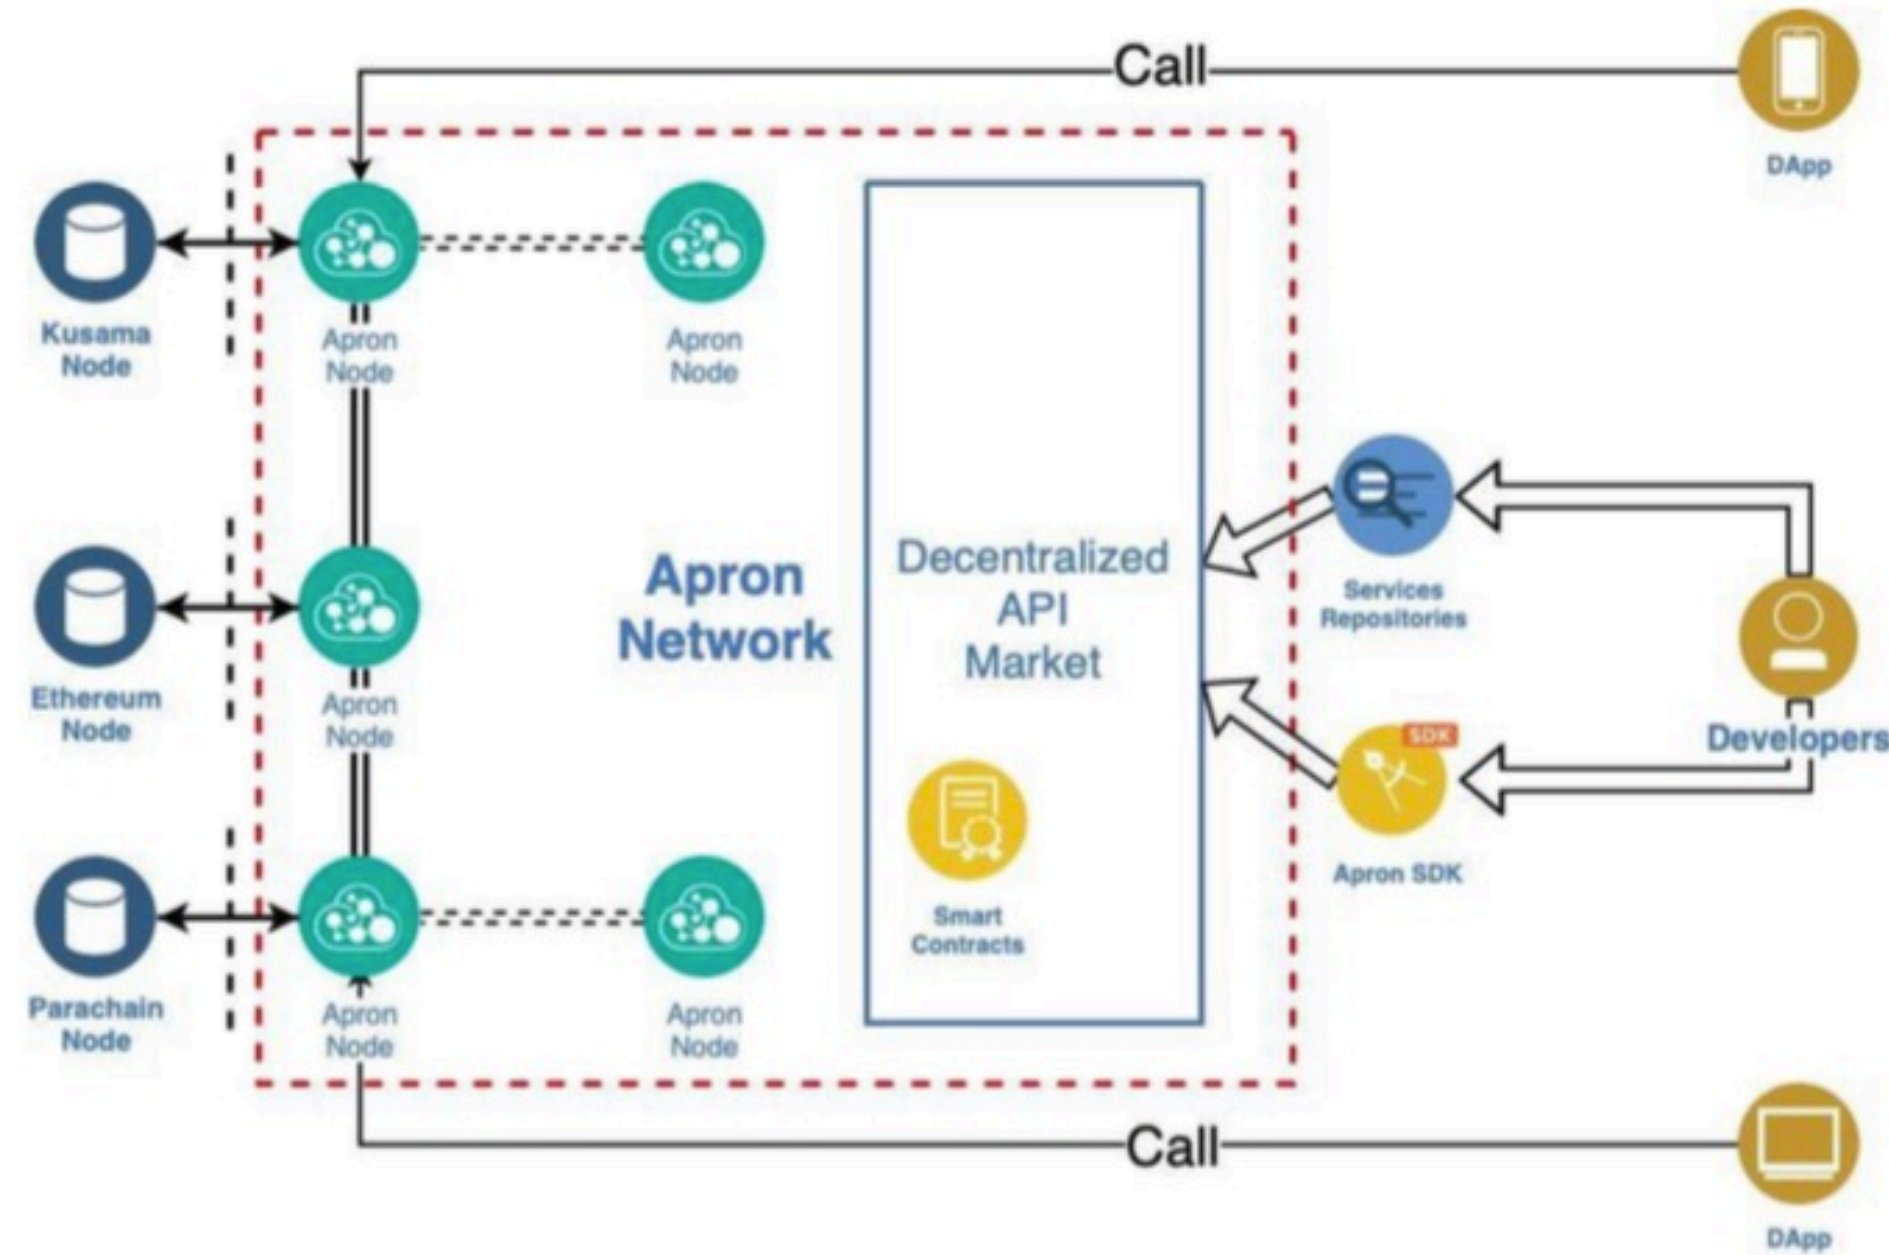 Call
DApp
Kusama
Node
Apron
Node
Apron
Node
Services
Repositories
Decentralized
API
Market
Apron
Network
Ethereum
Node
Apron
Node
SDK
Developers
Apron SDK
Smart
Contracts
Parachain
Node
Apron
Node
Apron
Node
Call
DApp